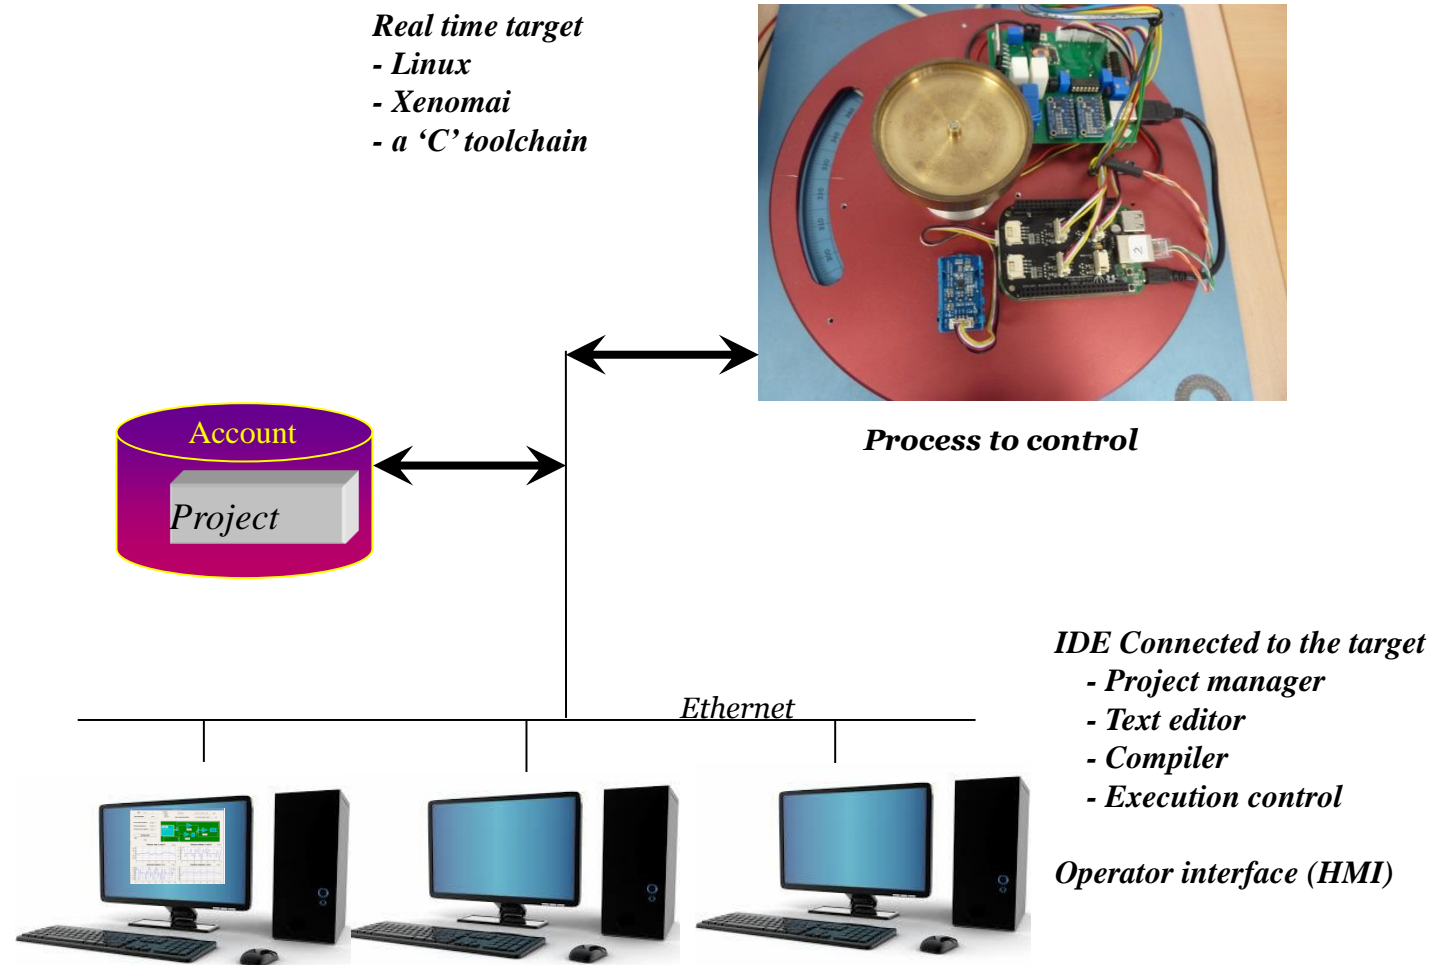 Real time target
- Linux
- Xenomai
- a ‘C’ toolchain
Process to control
Account
Project
Ethernet
IDE Connected to the target
- Project manager
- Text editor
- Compiler
- Execution control
Operator interface (HMI)